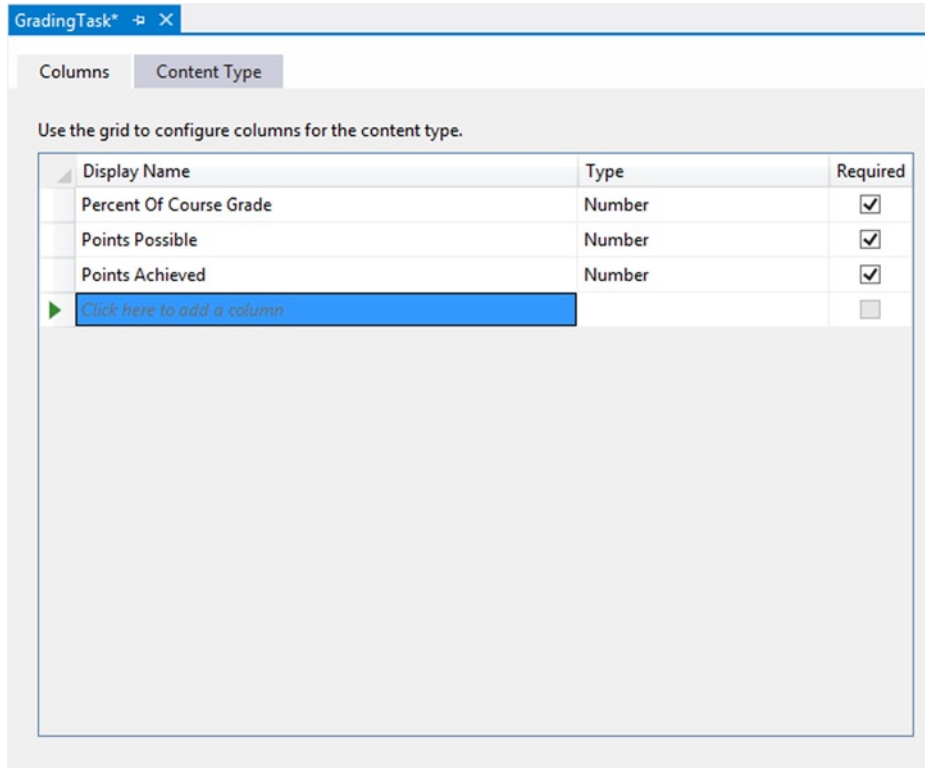 GradingTask*
Columns Content Type
Use the grid to configure columns for the content type.
Display Name Type Required
Percent Of Course Grade Number
Points Possible Number
Points Achieved Number
Click here to add a column